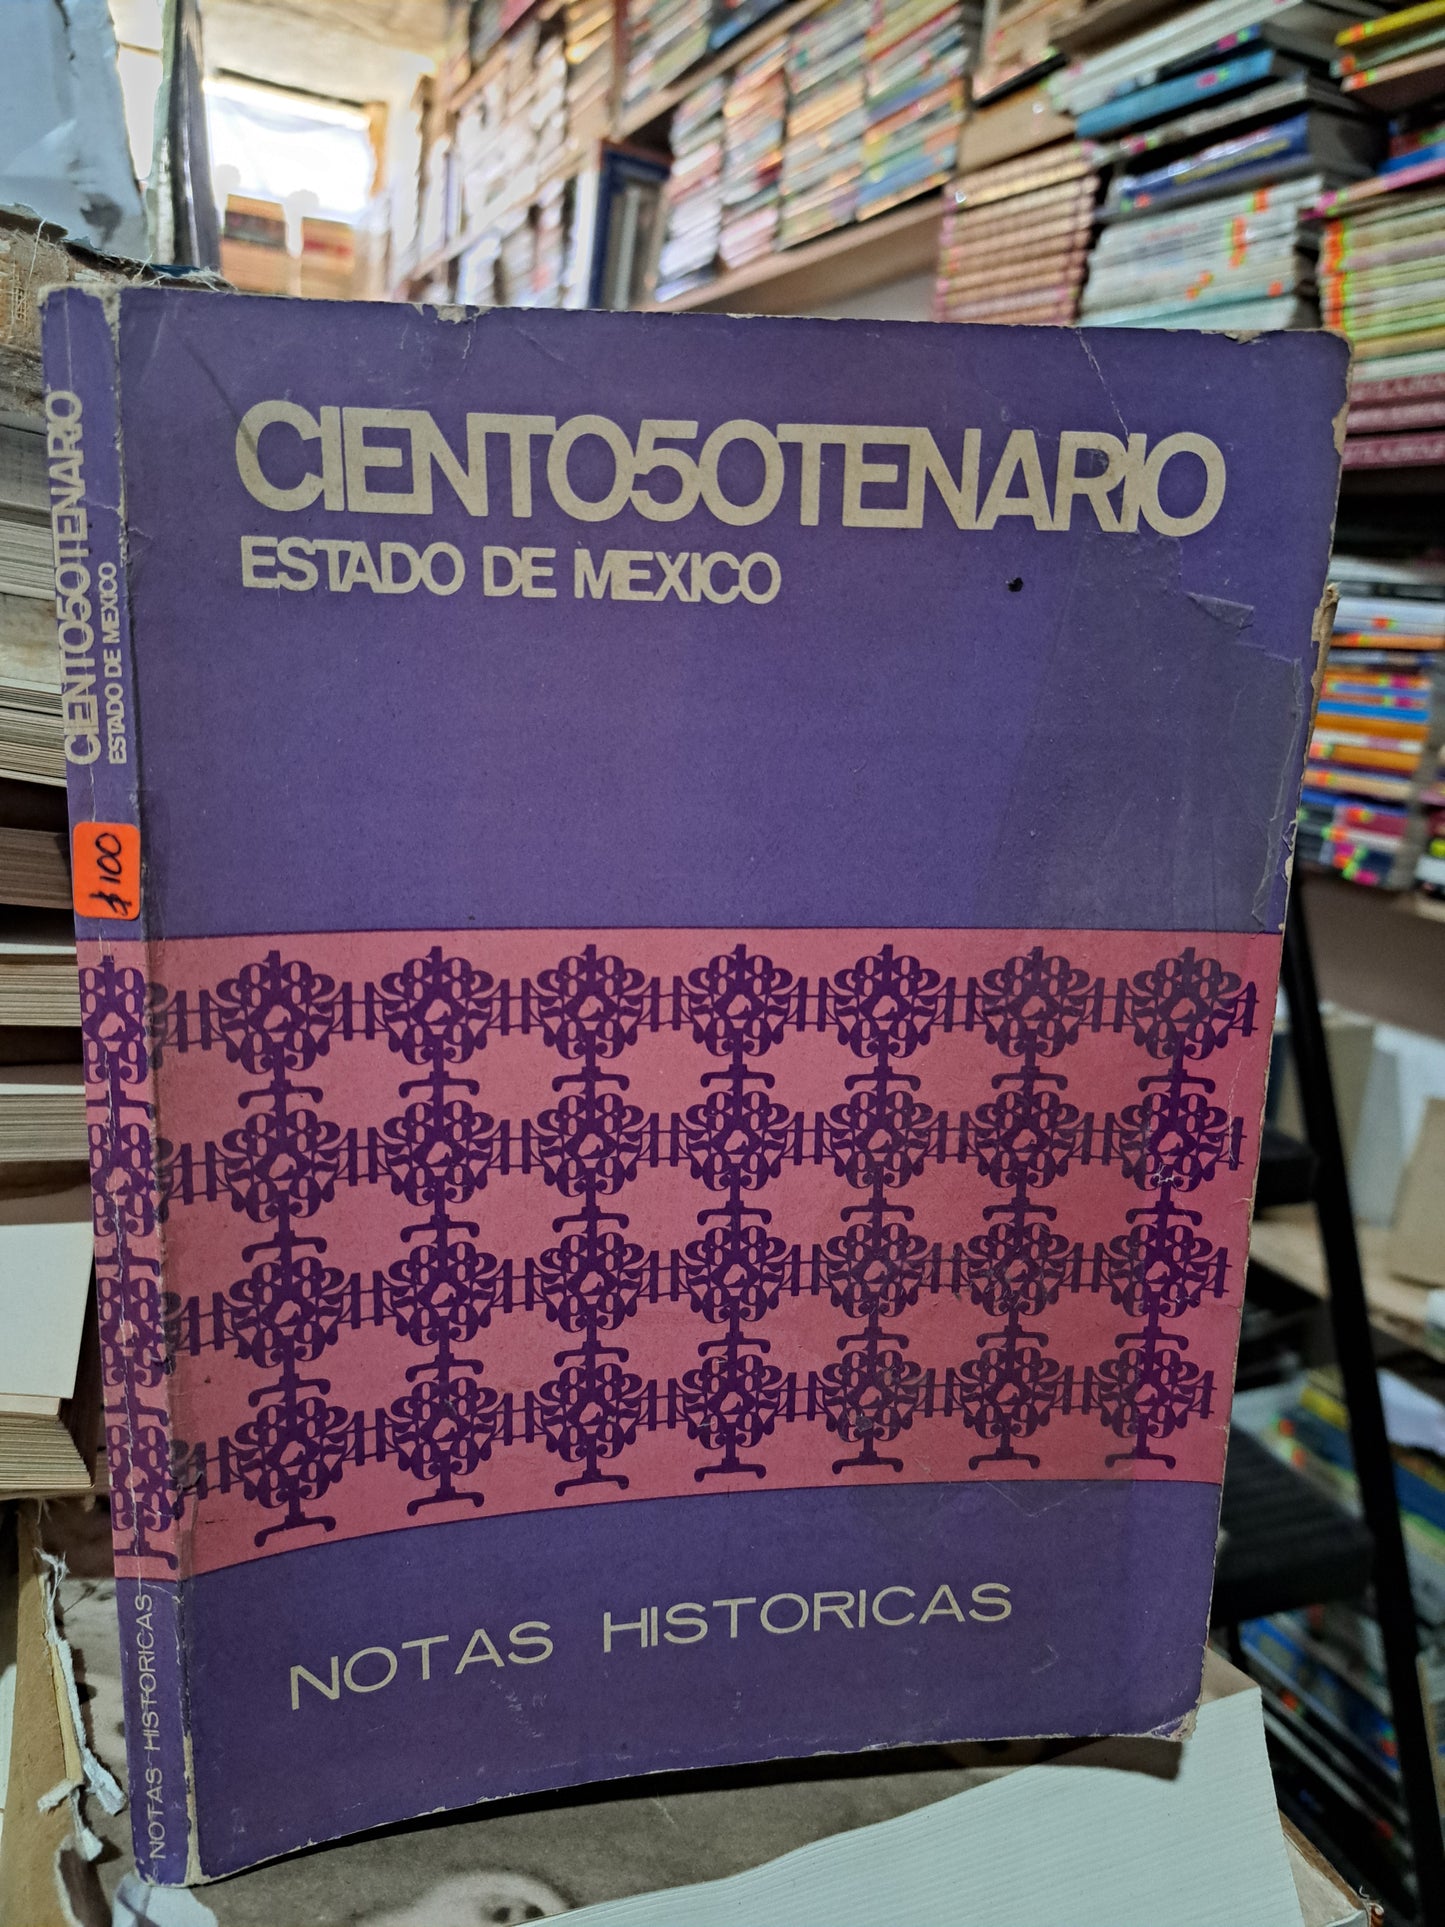 CIENTO50TENARIO
ESTADO DE MEXICO
NOTAS HISTORICAS
CIENTO50TENARIO
ESTADO DE MEXICO
$100
NOTAS HISTORICAS